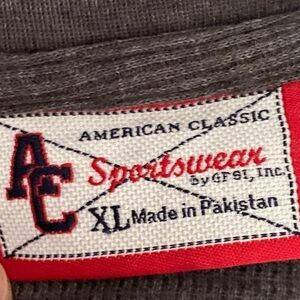 AMERICAN CLASSIC
AC Sportswear
By GFSI, Inc.
XL Made in Pakistan